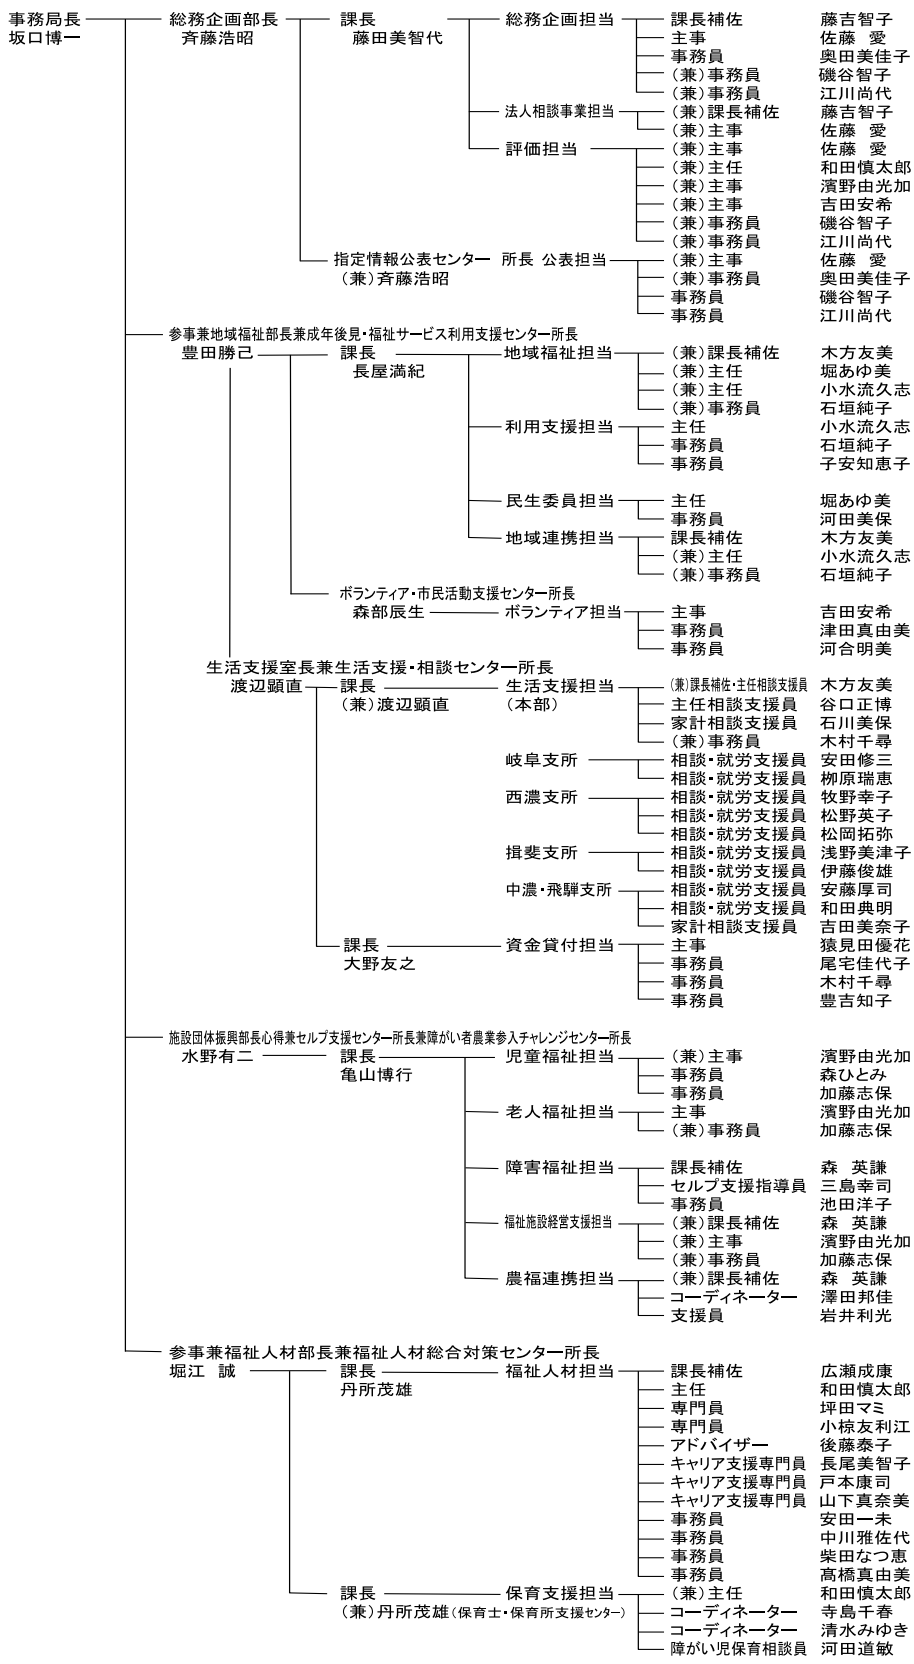 事務局長 総務企画部長 課長 総務企画担当 課長補佐 藤吉智子
坂口博一 斉藤浩昭 藤田美智代 主事 佐藤 愛
事務員 奥田美佳子
(兼)事務員 磯谷智子
(兼)事務員 江川尚代
法人相談事業担当 (兼)課長補佐 藤吉智子
(兼)主事 佐藤 愛
評価担当 (兼)主事 佐藤 愛
(兼)主任 和田慎太郎
(兼)主事 濱野由光加
(兼)主事 吉田安希
(兼)事務員 磯谷智子
(兼)事務員 江川尚代
指定情報公表センター 所長 公表担当 (兼)主事 佐藤 愛
(兼)斉藤浩昭 (兼)事務員 奥田美佳子
事務員 磯谷智子
事務員 江川尚代
参事兼地域福祉部長兼成年後見・福祉サービス利用支援センター所長
豊田勝己 課長 地域福祉担当 (兼)課長補佐 木方友美
長屋満紀 (兼)主任 堀あゆ美
(兼)主任 小水流久志
(兼)事務員 石垣純子
利用支援担当 主任 小水流久志
事務員 石垣純子
事務員 子安知恵子
民生委員担当 主任 堀あゆ美
事務員 河田美保
地域連携担当 課長補佐 木方友美
(兼)主任 小水流久志
(兼)事務員 石垣純子
ボランティア・市民活動支援センター所長
森部辰生 ボランティア担当 主事 吉田安希
事務員 津田真由美
事務員 河合明美
生活支援室長兼生活支援・相談センター所長
渡辺顕直 課長 生活支援担当 (兼)課長補佐・主任相談支援員 木方友美
(兼)渡辺顕直 (本部) 主任相談支援員 谷口正博
家計相談支援員 石川美保
(兼)事務員 木村千尋
岐阜支所 相談・就労支援員 安田修三
相談・就労支援員 栁原瑞恵
西濃支所 相談・就労支援員 牧野幸子
相談・就労支援員 松野英子
相談・就労支援員 松岡拓弥
揖斐支所 相談・就労支援員 浅野美津子
相談・就労支援員 伊藤俊雄
中濃・飛騨支所 相談・就労支援員 安藤厚司
相談・就労支援員 和田典明
家計相談支援員 吉田美奈子
課長 資金貸付担当 主事 猿見田優花
大野友之 事務員 尾宅佳代子
事務員 木村千尋
事務員 豊吉知子
施設団体振興部長心得兼セルプ支援センター所長兼障がい者農業参入チャレンジセンター所長
水野有二 課長 児童福祉担当 (兼)主事 濱野由光加
亀山博行 事務員 森ひとみ
事務員 加藤志保
老人福祉担当 主事 濱野由光加
(兼)事務員 加藤志保
障害福祉担当 課長補佐 森 英謙
セルプ支援指導員 三島幸司
事務員 池田洋子
福祉施設経営支援担当 (兼)課長補佐 森 英謙
(兼)主事 濱野由光加
(兼)事務員 加藤志保
農福連携担当 (兼)課長補佐 森 英謙
コーディネーター 澤田邦佳
支援員 岩井利光
参事兼福祉人材部長兼福祉人材総合対策センター所長
堀江 誠 課長 福祉人材担当 課長補佐 広瀬成康
丹所茂雄 主任 和田慎太郎
専門員 坪田マミ
専門員 小椋友利江
アドバイザー 後藤泰子
キャリア支援専門員 長尾美智子
キャリア支援専門員 戸本康司
キャリア支援専門員 山下真奈美
事務員 安田一未
事務員 中川雅佐代
事務員 柴田なつ恵
事務員 髙橋真由美
課長 保育支援担当 (兼)主任 和田慎太郎
(兼)丹所茂雄 (保育士・保育所支援センター) コーディネーター 寺島千春
コーディネーター 清水みゆき
障がい児保育相談員 河田道敏